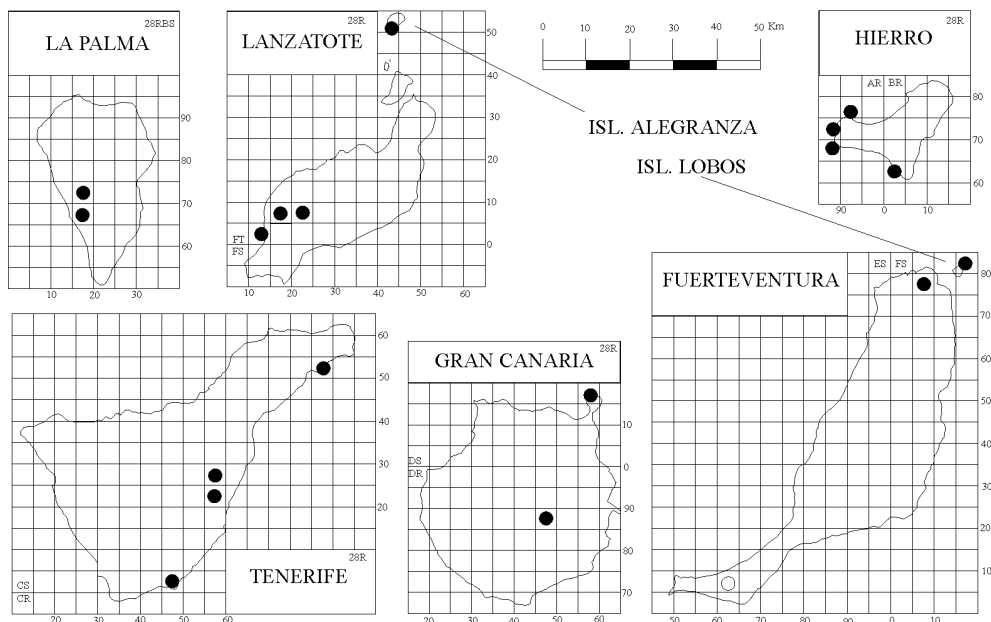 28RBS
LA PALMA
90
80
70
60
10 20 30
28R
LANZATOTE
50
40
30
20
10
0
FT
FS
10 20 30 40 50 60
0 10 20 30 40 50 Km
ISL. ALEGRANZA
ISL. LOBOS
28R
HIERRO
AR BR
80
70
60
90 0 10
60
50
40
30
20
CS
CR
28R
TENERIFE
20 30 40 50 60
28R
GRAN CANARIA
10
0
90
80
70
DS
DR
20 30 40 50 60
FUERTEVENTURA
ES FS
80
70
60
50
40
30
20
10
50 60 70 80 90 0 10